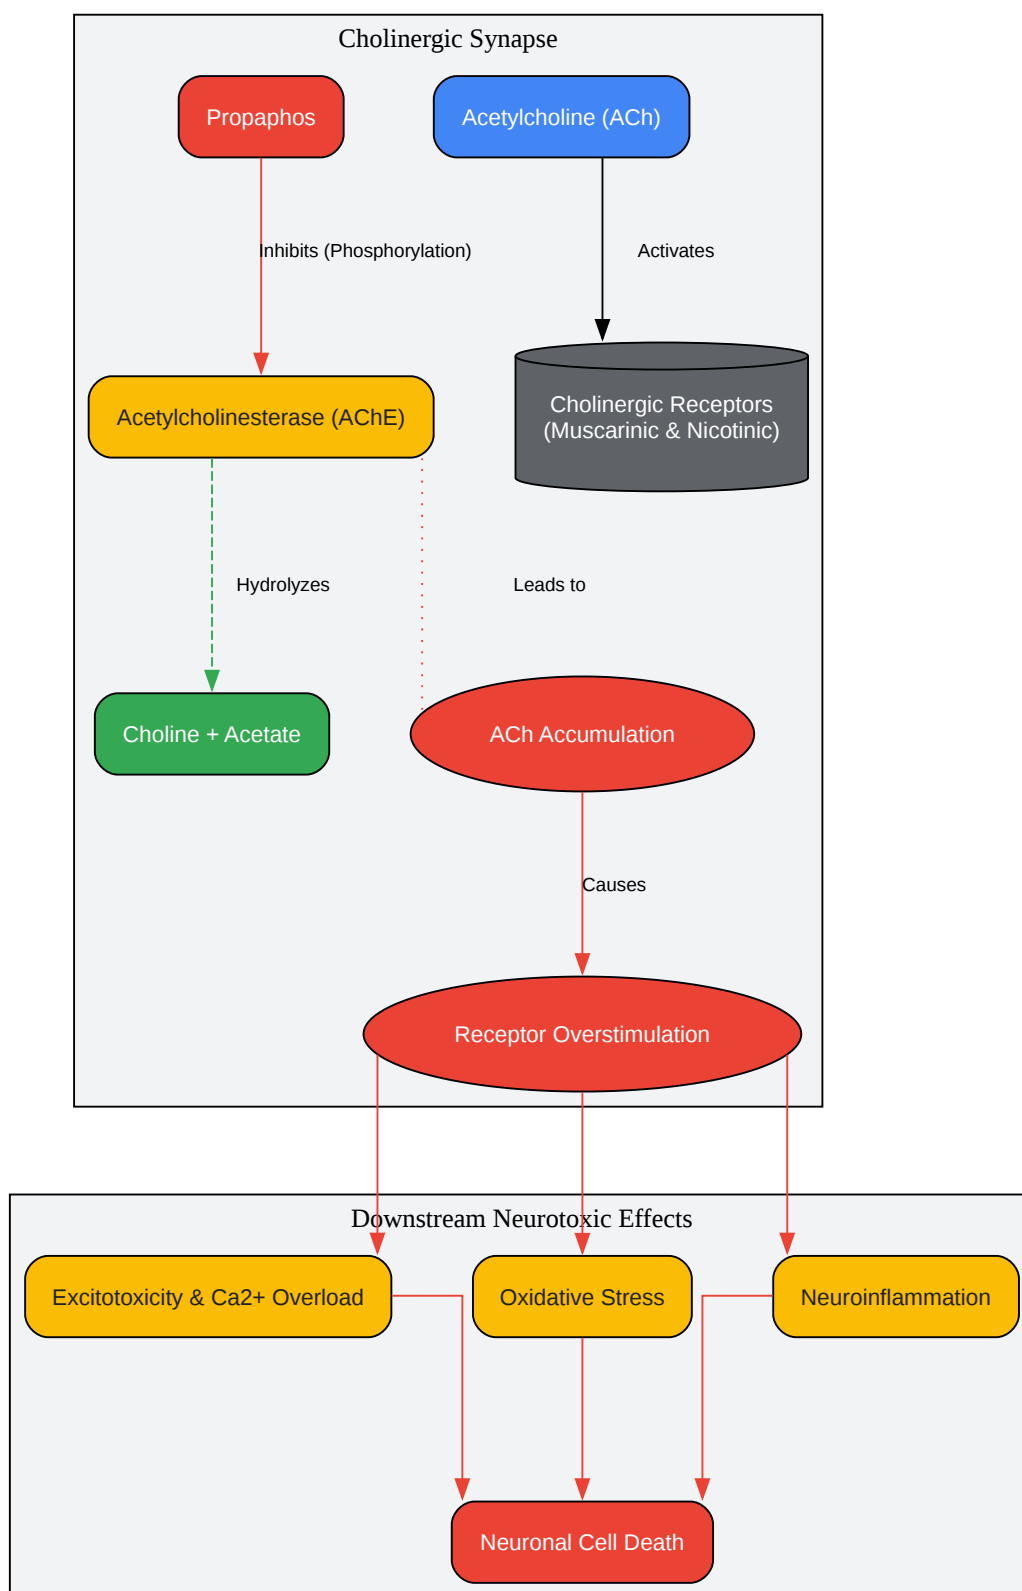 Cholinergic Synapse
Propaphos
Acetylcholine (ACh)
Inhibits (Phosphorylation)
Activates
Acetylcholinesterase (AChE)
Cholinergic Receptors
(Muscarinic & Nicotinic)
Hydrolyzes
Leads to
Choline + Acetate
ACh Accumulation
Causes
Receptor Overstimulation
Downstream Neurotoxic Effects
Excitotoxicity & Ca2+ Overload
Oxidative Stress
Neuroinflammation
Neuronal Cell Death